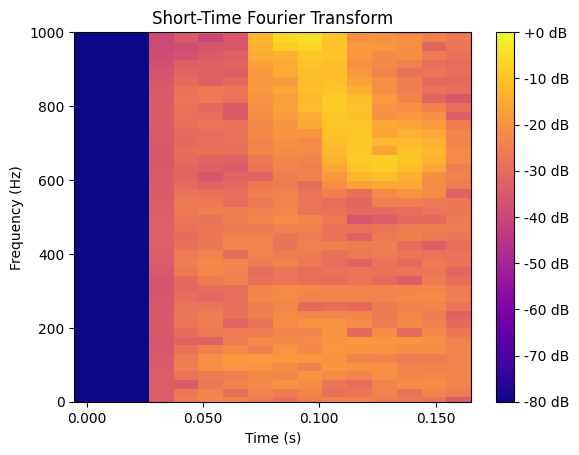 Short-Time Fourier Transform
Frequency (Hz)
1000
800
600
400
200
0
0.000
0.050
0.100
0.150
Time (s)
+0 dB
-10 dB
-20 dB
-30 dB
-40 dB
-50 dB
-60 dB
-70 dB
-80 dB